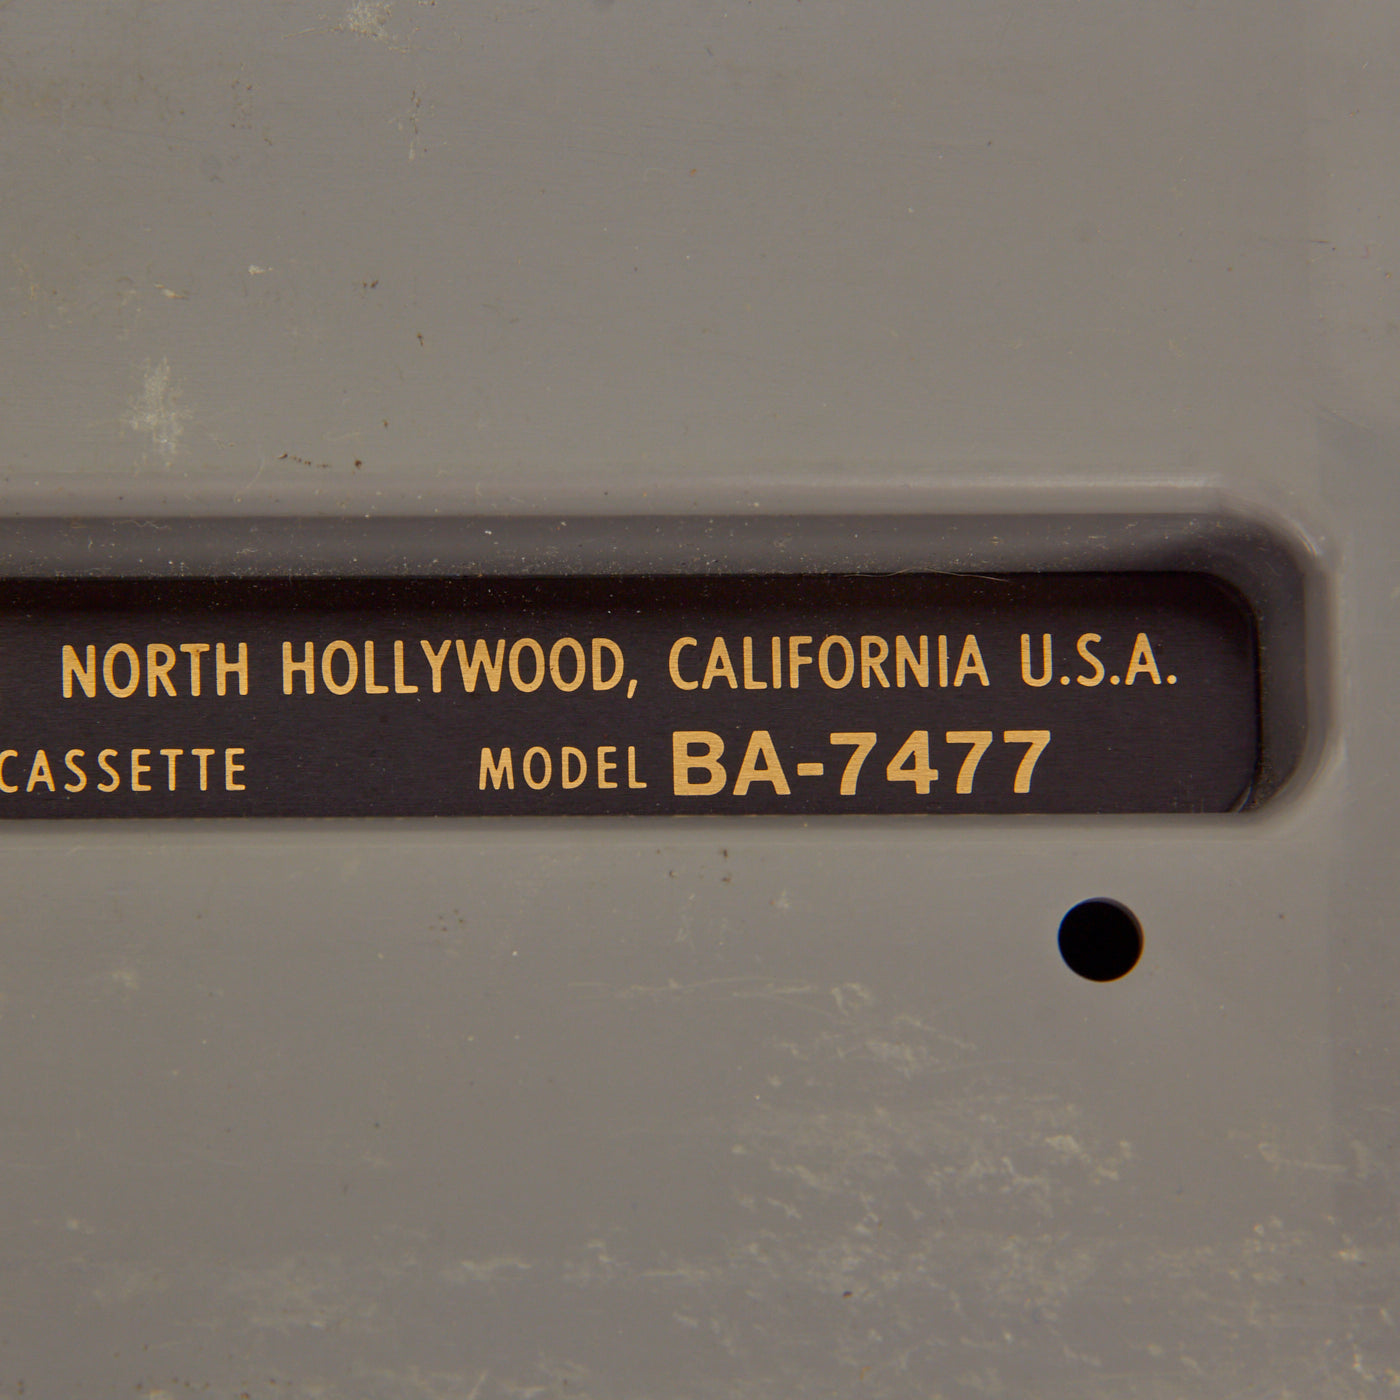 NORTH HOLLYWOOD, CALIFORNIA U.S.A.
CASSETTE MODEL BA-7477